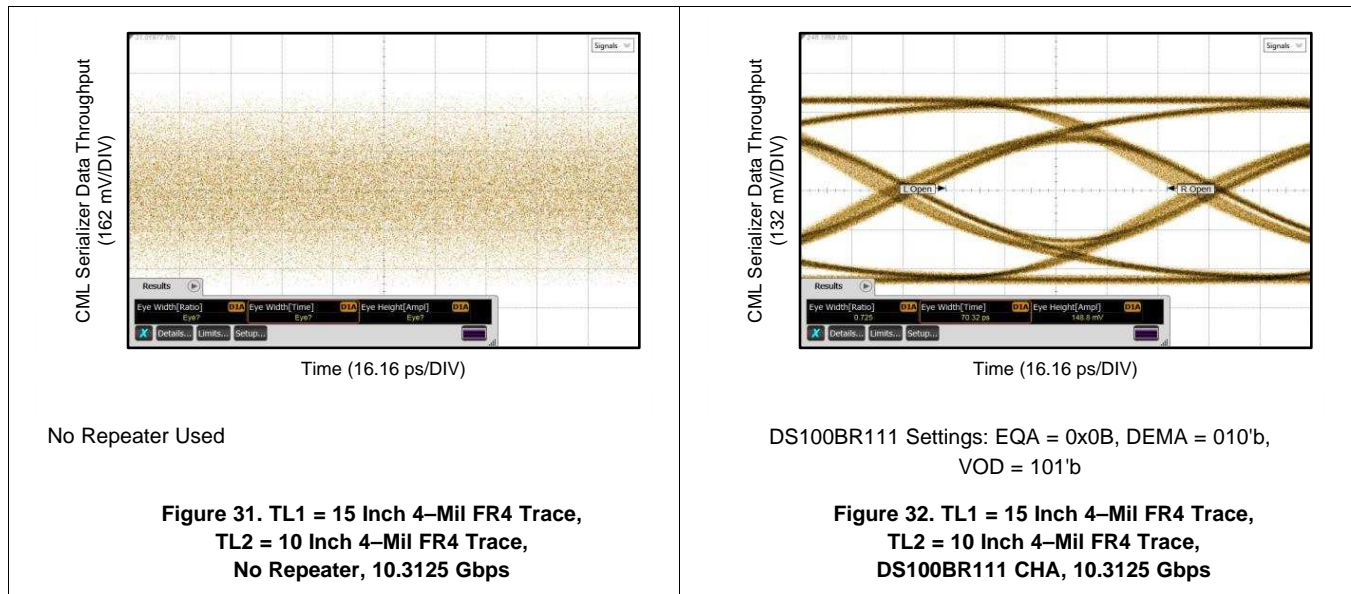 CML Serializer Data Throughput
(162 mV/DIV)
Signals
Results
Eye Width[Ratio] D1A Eye Width[Time] D1A Eye Height[Ampl] D1A
Eye? Eye? Eye?
X Details... Limits... Setup...
Time (16.16 ps/DIV)
No Repeater Used
Figure 31. TL1 = 15 Inch 4–Mil FR4 Trace,
TL2 = 10 Inch 4–Mil FR4 Trace,
No Repeater, 10.3125 Gbps
CML Serializer Data Throughput
(132 mV/DIV)
Signals
L Open R Open
Results
Eye Width[Ratio] D1A Eye Width[Time] D1A Eye Height[Ampl] D1A
0.725 70.32 ps 148.8 mV
X Details... Limits... Setup...
Time (16.16 ps/DIV)
DS100BR111 Settings: EQA = 0x0B, DEMA = 010'b,
VOD = 101'b
Figure 32. TL1 = 15 Inch 4–Mil FR4 Trace,
TL2 = 10 Inch 4–Mil FR4 Trace,
DS100BR111 CHA, 10.3125 Gbps